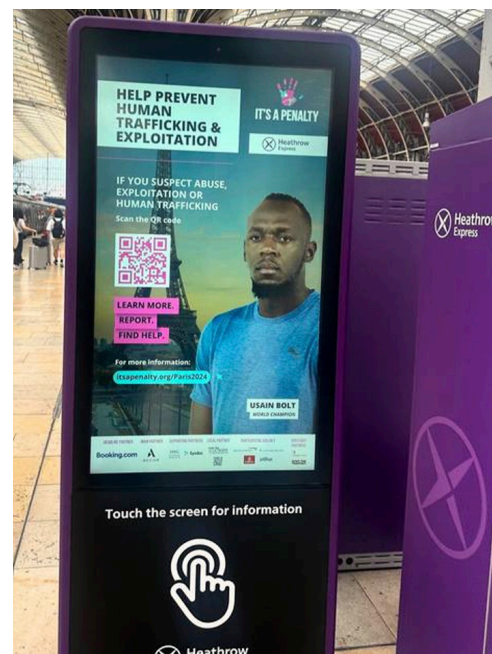 HELP PREVENT
HUMAN
TRAFFICKING &
EXPLOITATION
IT'S A PENALTY
Heathrow
Express
IF YOU SUSPECT ABUSE,
EXPLOITATION OR
HUMAN TRAFFICKING
Scan the QR code
LEARN MORE.
REPORT.
FIND HELP.
For more information:
itsapenalty.org/Paris2024
USAIN BOLT
WORLD CHAMPION
Booking.com
Touch the screen for information
Heathrow
Heathrow
Express